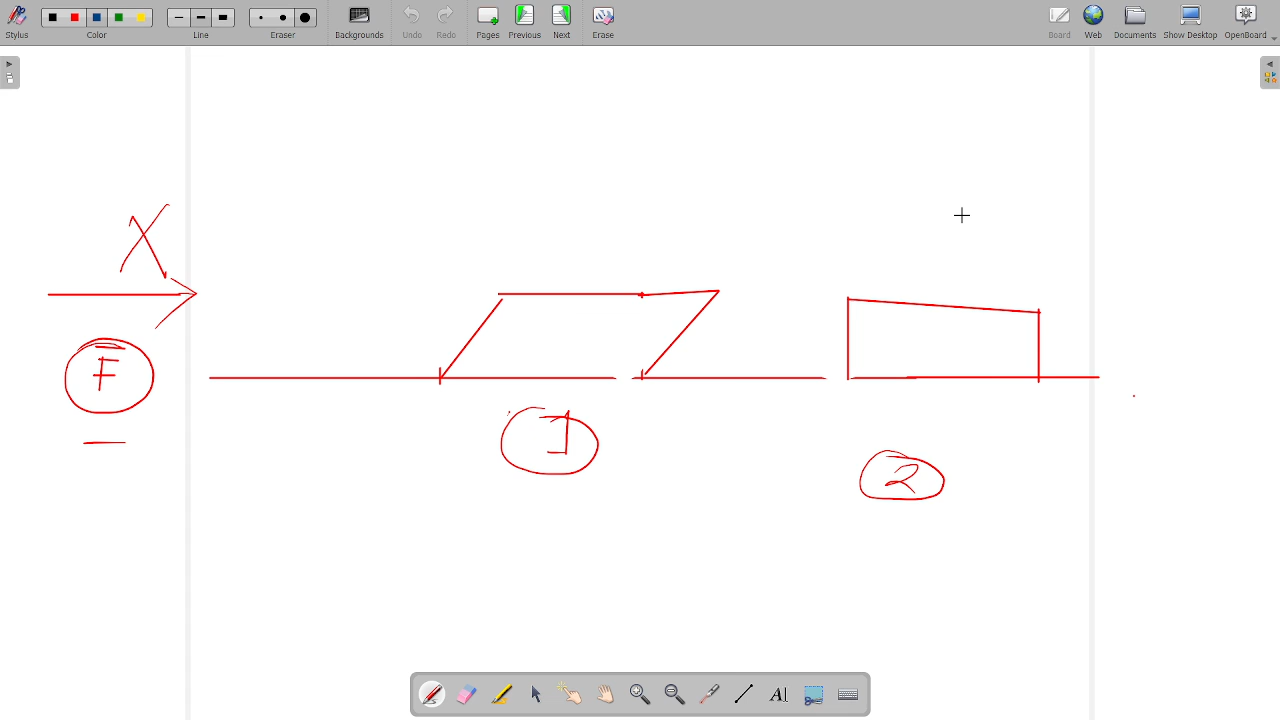 Stylus Color Line Eraser Backgrounds Undo Redo Pages Previous Next Erase Board Web Documents Show Desktop OpenBoard
X
F
1
2
AI